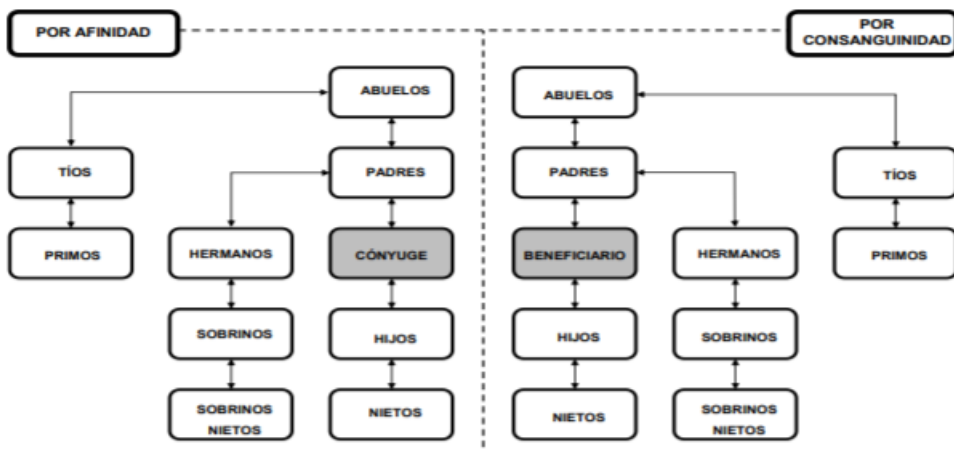 POR AFINIDAD
POR
CONSANGUINIDAD
ABUELOS
ABUELOS
TÍOS
PADRES
PADRES
TÍOS
PRIMOS
HERMANOS
CÓNYUGE
BENEFICIARIO
HERMANOS
PRIMOS
SOBRINOS
HIJOS
HIJOS
SOBRINOS
SOBRINOS
NIETOS
NIETOS
NIETOS
SOBRINOS
NIETOS